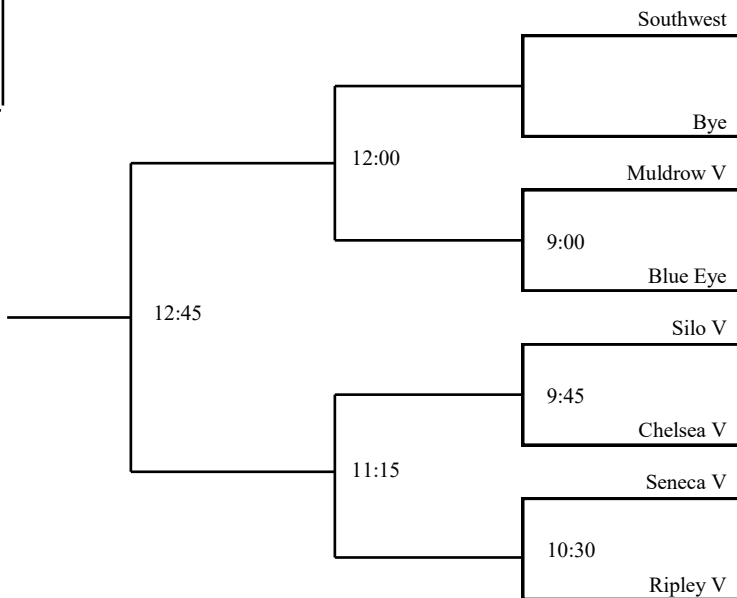 Southwest
Bye
12:00
Muldrow V
9:00
Blue Eye
12:45
Silo V
9:45
Chelsea V
11:15
Seneca V
10:30
Ripley V